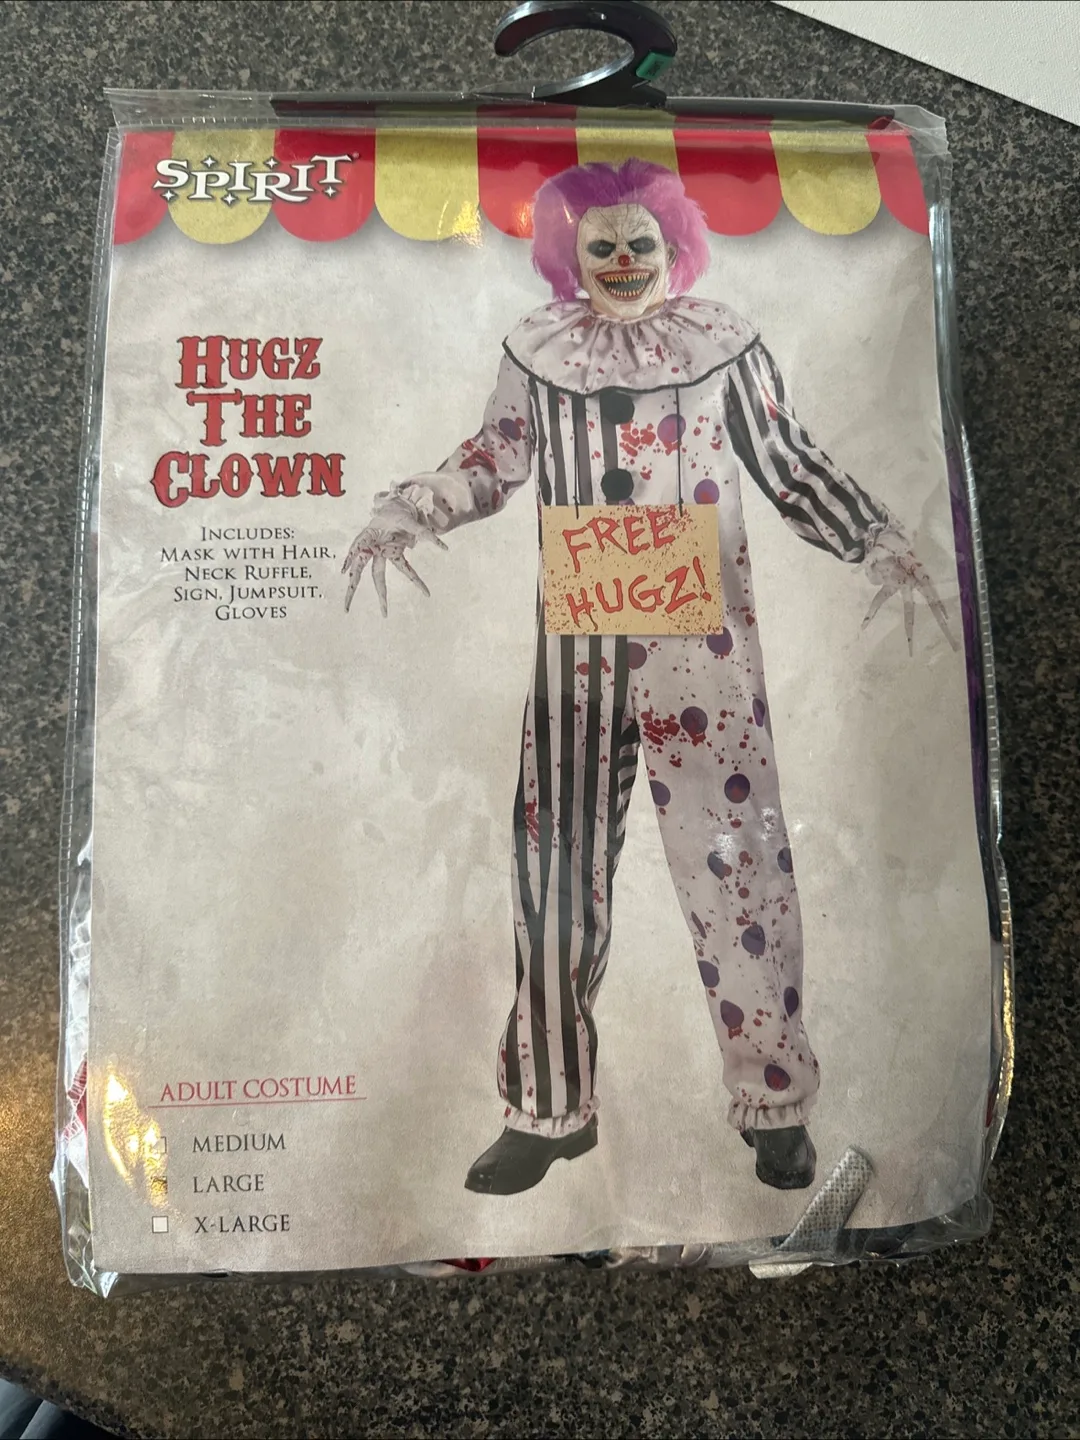 SPIRIT
HUGZ
THE
CLOWN
INCLUDES:
MASK WITH HAIR,
NECK RUFFLE,
SIGN, JUMPSUIT,
GLOVES
FREE
HUGZ!
ADULT COSTUME
MEDIUM
LARGE
X-LARGE